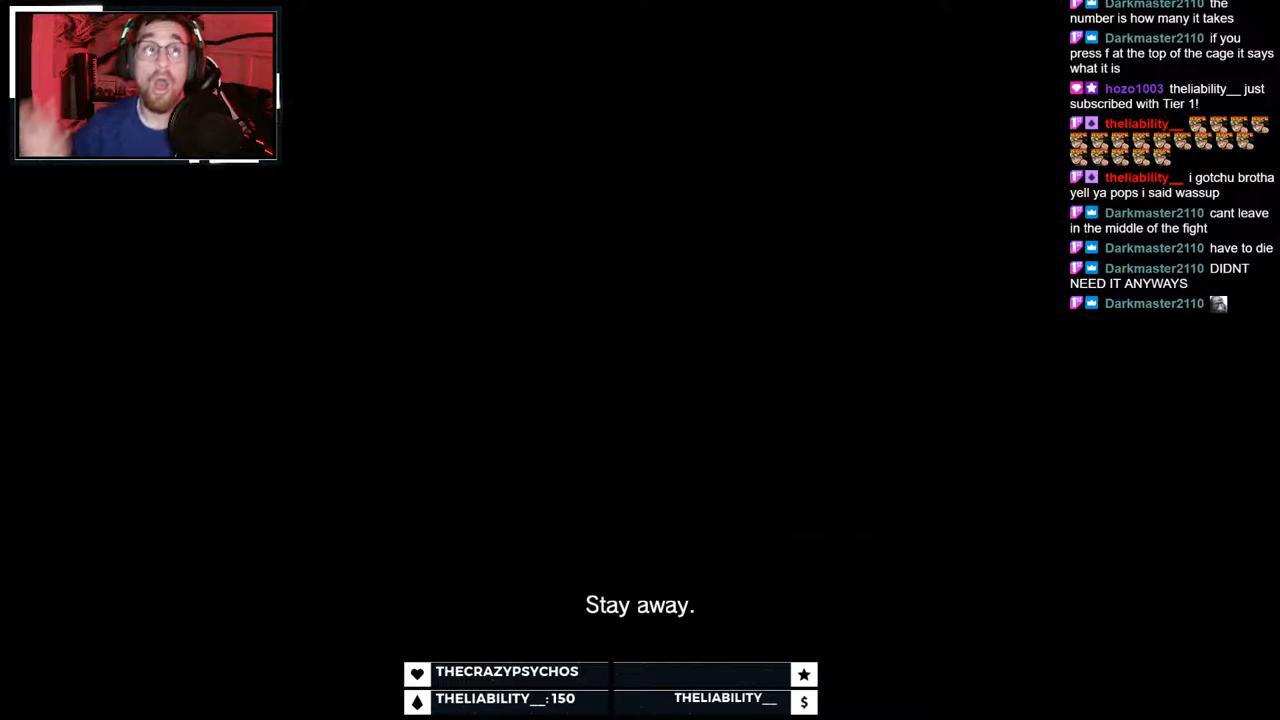 Darkmaster2110 the
number is how many it takes
Darkmaster2110 if you
press f at the top of the cage it says
what it is
hozo1003 theliability__ just
subscribed with Tier 1!
theliability__
theliability__ i gotchu brotha
yell ya pops i said wassup
Darkmaster2110 cant leave
in the middle of the fight
Darkmaster2110 have to die
Darkmaster2110 DIDNT
NEED IT ANYWAYS
Darkmaster2110
Stay away.
THECRAZYPSYCHOS
THELIABILITY__: 150
THELIABILITY__